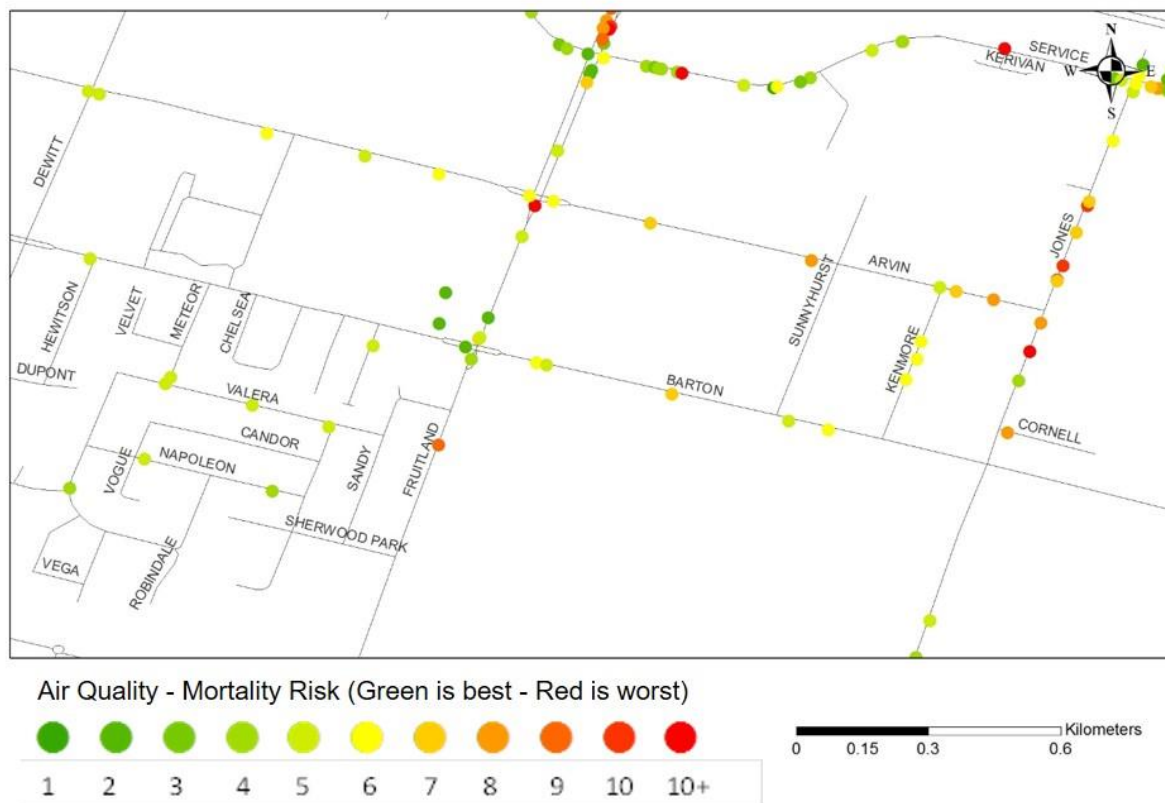 N
W E
S
SERVICE
KERIVAN
DEWITT
JONES
ARVIN
SUNNYHURST
HEWITSON
VELVET
METEOR
CHELSEA
KENMORE
DUPONT
VALERA
BARTON
CANDOR
CORNELL
VOGUE
NAPOLEON
SANDY
FRUITLAND
SHERWOOD PARK
VEGA
ROBINDALE
Air Quality - Mortality Risk (Green is best - Red is worst)
1 2 3 4 5 6 7 8 9 10 10+
Kilometers
0 0.15 0.3 0.6